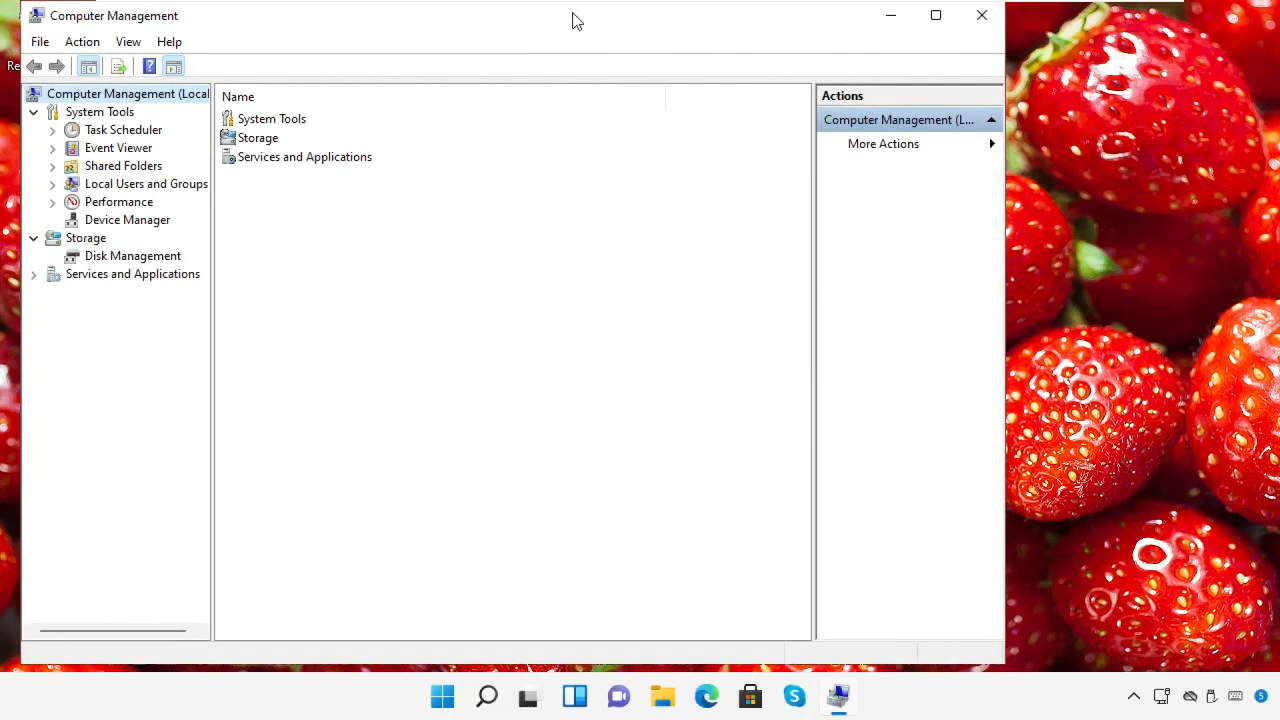 Computer Management
File Action View Help
Re
Computer Management (Local
System Tools
Task Scheduler
Event Viewer
Shared Folders
Local Users and Groups
Performance
Device Manager
Storage
Disk Management
Services and Applications
Name
System Tools
Storage
Services and Applications
Actions
Computer Management (L...
More Actions
5